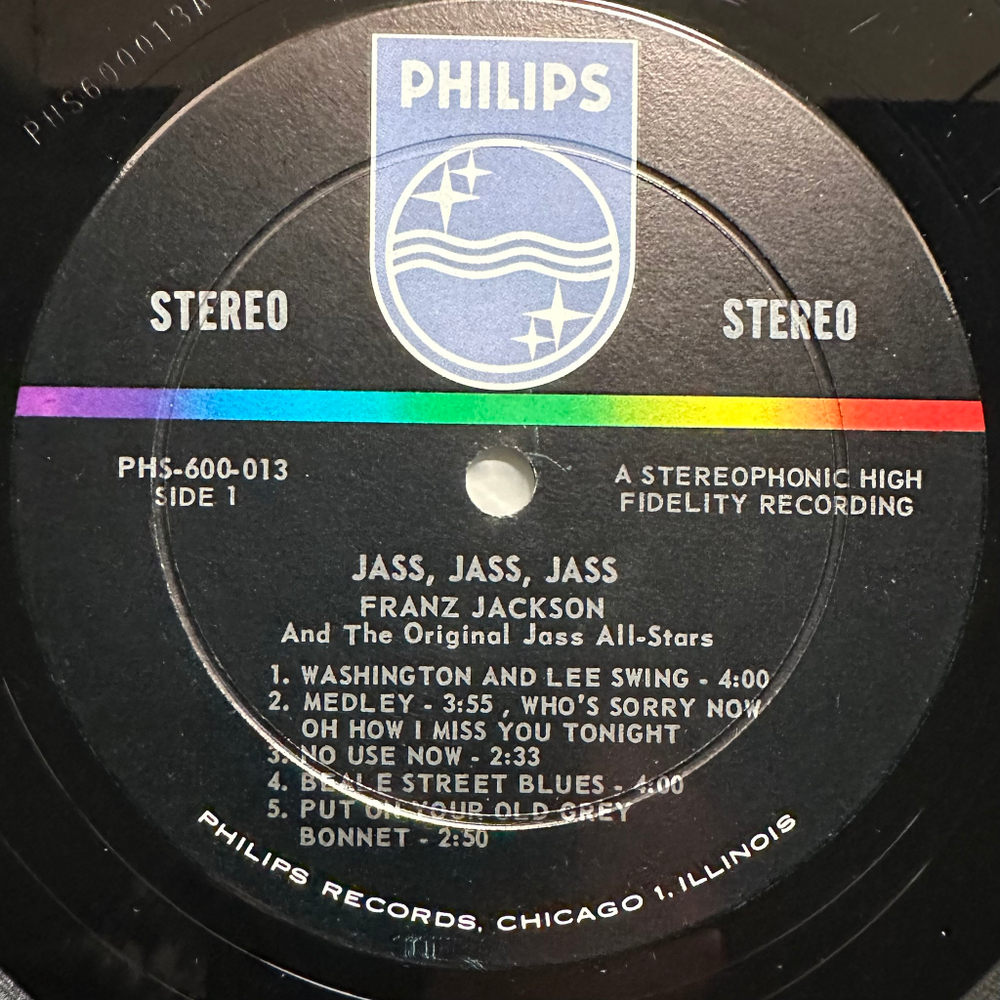 PHS600013A
PHILIPS
STEREO
STEREO
PHS-600-013
SIDE 1
A STEREOPHONIC HIGH
FIDELITY RECORDING
JASS, JASS, JASS
FRANZ JACKSON
And The Original Jass All-Stars
1. WASHINGTON AND LEE SWING - 4:00
2. MEDLEY - 3:55 , WHO'S SORRY NOW
OH HOW I MISS YOU TONIGHT
3. NO USE NOW - 2:33
4. BEALE STREET BLUES - 4:00
5. PUT ON YOUR OLD GREY
BONNET - 2:50
PHILIPS RECORDS, CHICAGO 1, ILLINOIS